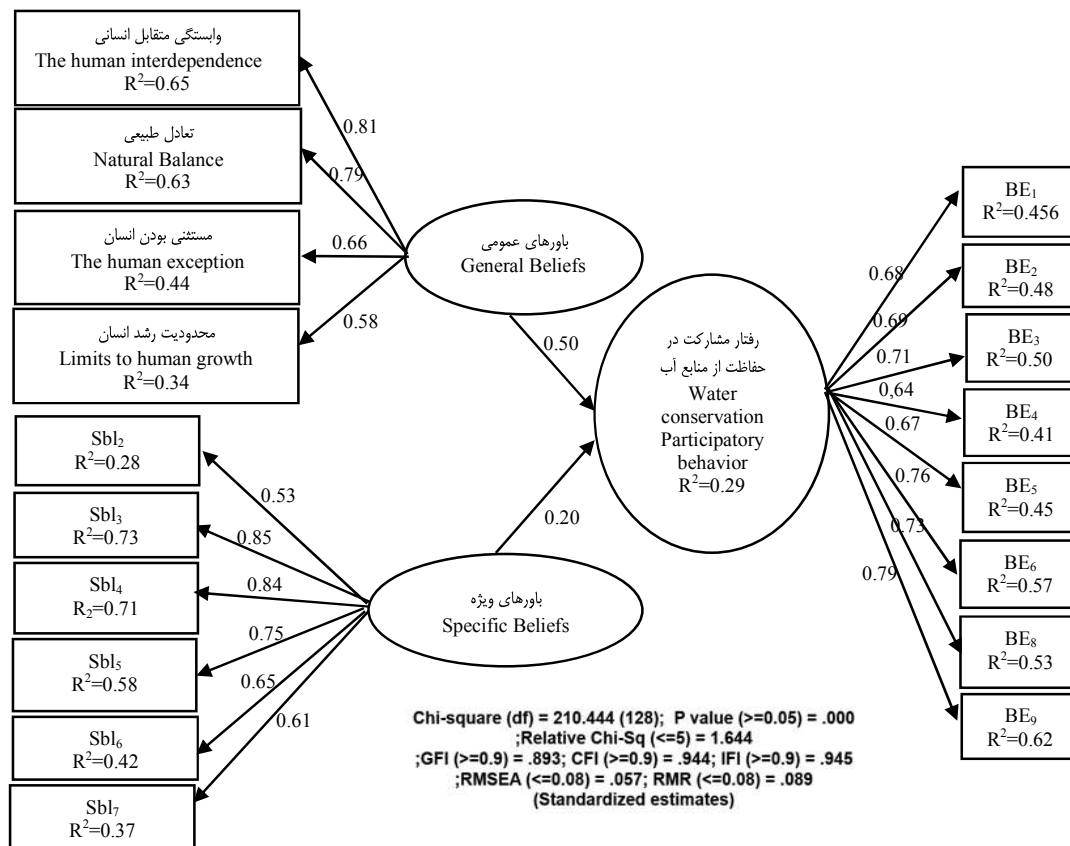 وابستگی متقابل انسانی
The human interdependence
R²=0.65
تعادل طبیعی
Natural Balance
R²=0.63
مستثنی بودن انسان
The human exception
R²=0.44
محدودیت رشد انسان
Limits to human growth
R²=0.34
0.81
0.79
0.66
0.58
باورهای عمومی
General Beliefs
0.50
Sbl₂
R²=0.28
Sbl₃
R²=0.73
Sbl₄
R₂=0.71
Sbl₅
R²=0.58
Sbl₆
R²=0.42
Sbl₇
R²=0.37
0.53
0.85
0.84
0.75
0.65
0.61
باورهای ویژه
Specific Beliefs
0.20
رفتار مشارکت در
حفاظت از منابع آب
Water
conservation
Participatory
behavior
R²=0.29
0.68
0.69
0.71
0,64
0.67
0.76
0.73
0.79
BE₁
R²=0.456
BE₂
R²=0.48
BE₃
R²=0.50
BE₄
R²=0.41
BE₅
R²=0.45
BE₆
R²=0.57
BE₈
R²=0.53
BE₉
R²=0.62
Chi-square (df) = 210.444 (128); P value (>=0.05) = .000
;Relative Chi-Sq (<=5) = 1.644
;GFI (>=0.9) = .893; CFI (>=0.9) = .944; IFI (>=0.9) = .945
;RMSEA (<=0.08) = .057; RMR (<=0.08) = .089
(Standardized estimates)